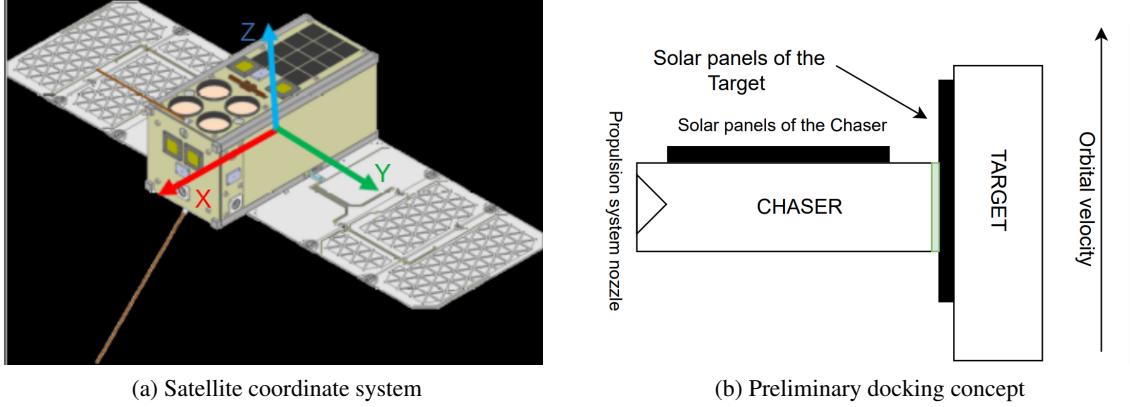 Z
Y
X
(a) Satellite coordinate system
Solar panels of the
Target
Solar panels of the Chaser
Propulsion system nozzle
CHASER
TARGET
Orbital velocity
(b) Preliminary docking concept